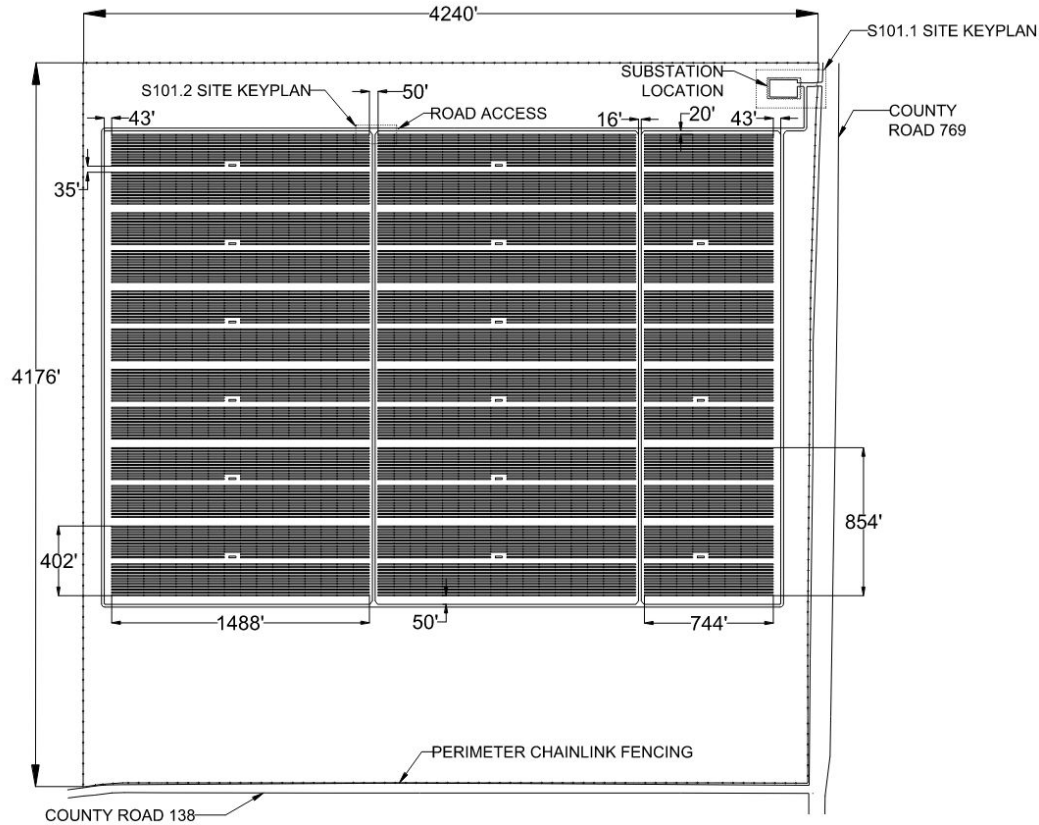 4240'
S101.1 SITE KEYPLAN
SUBSTATION
LOCATION
S101.2 SITE KEYPLAN
50'
ROAD ACCESS
COUNTY
ROAD 769
43'
16'
20'
43'
35'
4176'
854'
402'
1488'
50'
744'
PERIMETER CHAINLINK FENCING
COUNTY ROAD 138